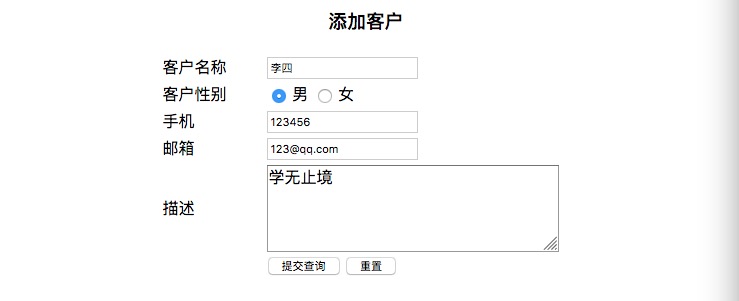 添加客户
客户名称 李四
客户性别 男 女
手机 123456
邮箱 123@qq.com
学无止境
描述
提交查询 重置